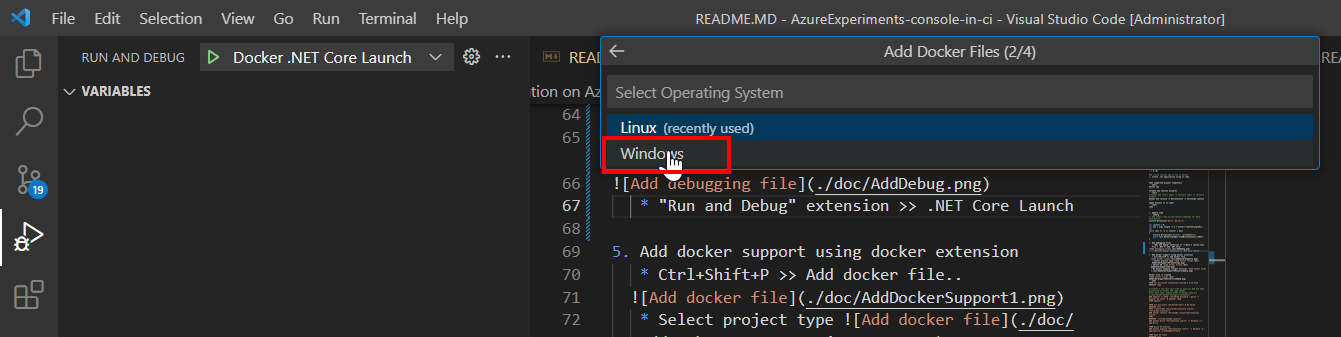 File Edit Selection View Go Run Terminal Help
README.MD - AzureExperiments-console-in-ci - Visual Studio Code [Administrator]
RUN AND DEBUG Docker .NET Core Launch
VARIABLES
19
Add Docker Files (2/4)
Select Operating System
Linux (recently used)
Windows
64
65
66 ![Add debugging file](./doc/AddDebug.png)
67 * "Run and Debug" extension >> .NET Core Launch
68
69 5. Add docker support using docker extension
70 * Ctrl+Shift+P >> Add docker file..
71 ![Add docker file](./doc/AddDockerSupport1.png)
72 * Select project type ![Add docker file](./doc/